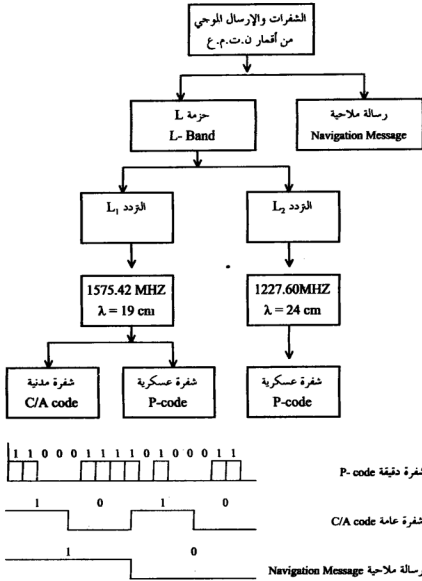 الشفرات والإرسال الموجي
من أقمار ن.ت.م.ع
حزمة L
L- Band
رسالة ملاحية
Navigation Message
التردد L₁
التردد L₂
1575.42 MHZ
λ = 19 cm
1227.60MHZ
λ = 24 cm
شفرة مدنية
C/A code
شفرة عسكرية
P-code
شفرة عسكرية
P-code
1 1 0 0 0 1 1 1 1 0 1 0 0 0 1 1
شفرة دقيقة P- code
1 0 1 0
شفرة عامة C/A code
1 0
رسالة ملاحية Navigation Message